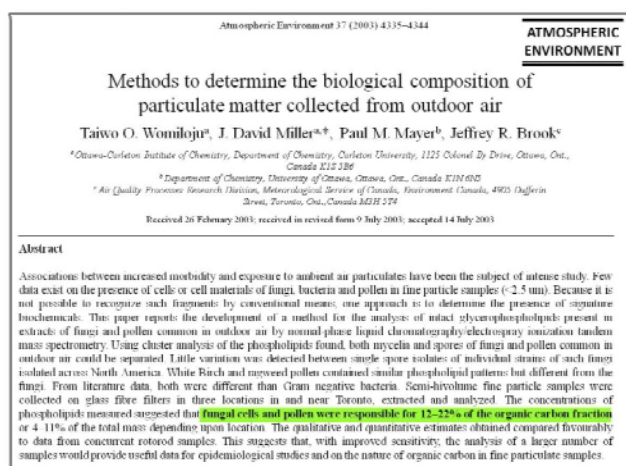 Atmospheric Environment 37 (2003) 4335–4344
ATMOSPHERIC
ENVIRONMENT
Methods to determine the biological composition of
particulate matter collected from outdoor air
Taiwo O. Womiloju^a, J. David Miller^a,*, Paul M. Mayer^b, Jeffrey R. Brook^c
^a Ottawa-Carleton Institute of Chemistry, Department of Chemistry, Carleton University, 1125 Colonel By Drive, Ottawa, Ont.,
Canada K1S 5B6
^b Department of Chemistry, University of Ottawa, Ottawa, Ont., Canada K1N 6N5
^c Air Quality Processes Research Division, Meteorological Service of Canada, Environment Canada, 4905 Dufferin
Street, Toronto, Ont., Canada M3H 5T4
Received 26 February 2003; received in revised form 9 July 2003; accepted 14 July 2003
Abstract
Associations between increased morbidity and exposure to ambient air particulates have been the subject of intense study. Few
data exist on the presence of cells or cell materials of fungi, bacteria and pollen in fine particle samples (<2.5 um). Because it is
not possible to recognize such fragments by conventional means, one approach is to determine the presence of signature
biochemicals. This paper reports the development of a method for the analysis of intact glycerophospholipids present in
extracts of fungi and pollen common in outdoor air by normal-phase liquid chromatography/electrospray ionization tandem
mass spectrometry. Using cluster analysis of the phospholipids found, both mycelia and spores of fungi and pollen common in
outdoor air could be separated. Little variation was detected between single spore isolates of individual strains of such fungi
isolated across North America. White Birch and ragweed pollen contained similar phospholipid patterns but different from the
fungi. From literature data, both were different than Gram negative bacteria. Semi-hivolume fine particle samples were
collected on glass fibre filters in three locations in and near Toronto, extracted and analyzed. The concentrations of
phospholipids measured suggested that fungal cells and pollen were responsible for 12–22% of the organic carbon fraction
or 4–11% of the total mass depending upon location. The qualitative and quantitative estimates obtained compared favourably
to data from concurrent rotorod samples. This suggests that, with improved sensitivity, the analysis of a larger number of
samples would provide useful data for epidemiological studies and on the nature of organic carbon in fine particulate samples.